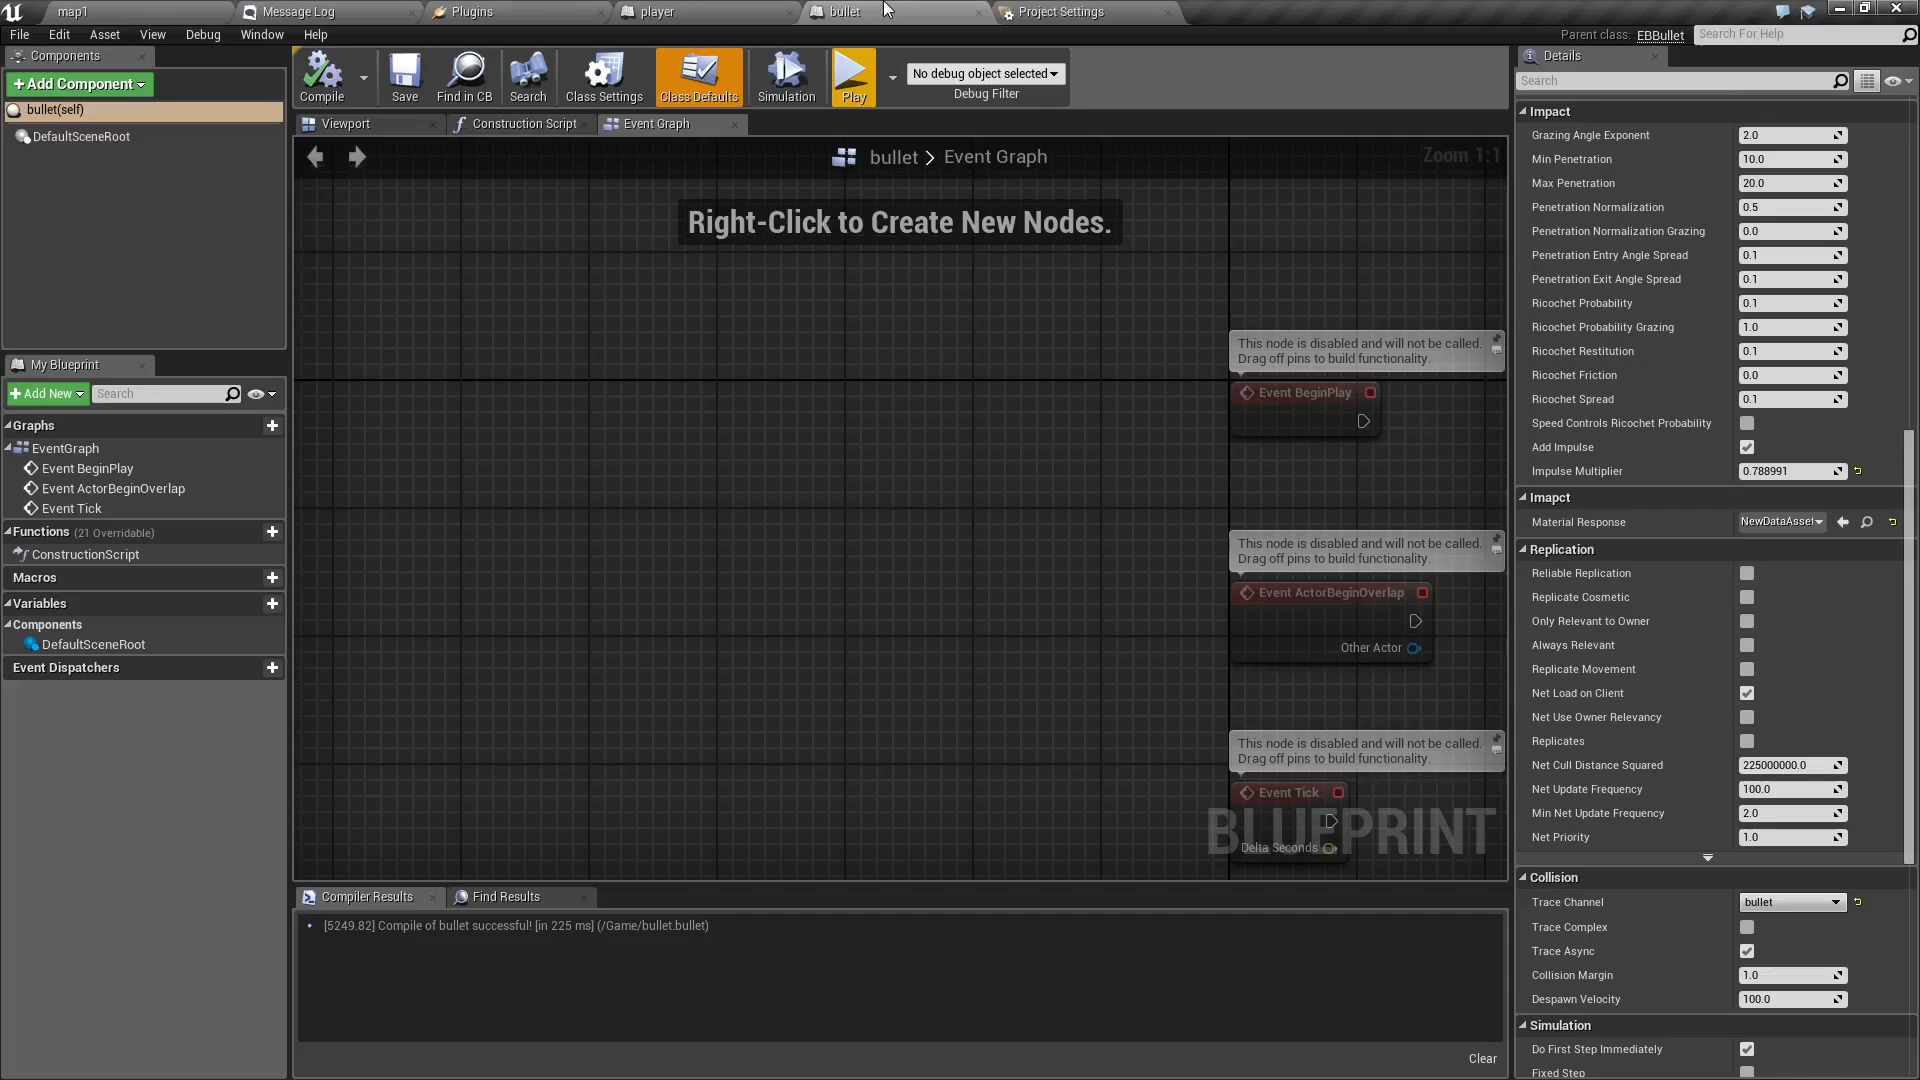 map1
Message Log
Plugins
player
bullet
Project Settings
File Edit Asset View Debug Window Help
Parent class: EBBullet
Search For Help
Components
+Add Component
bullet(self)
DefaultSceneRoot
Compile
Save
Find in CB
Search
Class Settings
Class Defaults
Simulation
Play
No debug object selected
Debug Filter
Viewport
Construction Script
Event Graph
bullet > Event Graph
Zoom 1:1
Right-Click to Create New Nodes.
This node is disabled and will not be called.
Drag off pins to build functionality.
Event BeginPlay
This node is disabled and will not be called.
Drag off pins to build functionality.
Event ActorBeginOverlap
Other Actor
This node is disabled and will not be called.
Drag off pins to build functionality.
Event Tick
Delta Seconds
BLUEPRINT
My Blueprint
+Add New
Search
Graphs
EventGraph
Event BeginPlay
Event ActorBeginOverlap
Event Tick
Functions (21 Overridable)
ConstructionScript
Macros
Variables
Components
DefaultSceneRoot
Event Dispatchers
Compiler Results
Find Results
[5249.82] Compile of bullet successful! [in 225 ms] (/Game/bullet.bullet)
Clear
Details
Search
Impact
Grazing Angle Exponent 2.0
Min Penetration 10.0
Max Penetration 20.0
Penetration Normalization 0.5
Penetration Normalization Grazing 0.0
Penetration Entry Angle Spread 0.1
Penetration Exit Angle Spread 0.1
Ricochet Probability 0.1
Ricochet Probability Grazing 1.0
Ricochet Restitution 0.1
Ricochet Friction 0.0
Ricochet Spread 0.1
Speed Controls Ricochet Probability
Add Impulse
Impulse Multiplier 0.788991
Imapct
Material Response NewDataAsset
Replication
Reliable Replication
Replicate Cosmetic
Only Relevant to Owner
Always Relevant
Replicate Movement
Net Load on Client
Net Use Owner Relevancy
Replicates
Net Cull Distance Squared 225000000.0
Net Update Frequency 100.0
Min Net Update Frequency 2.0
Net Priority 1.0
Collision
Trace Channel bullet
Trace Complex
Trace Async
Collision Margin 1.0
Despawn Velocity 100.0
Simulation
Do First Step Immediately
Fixed Step